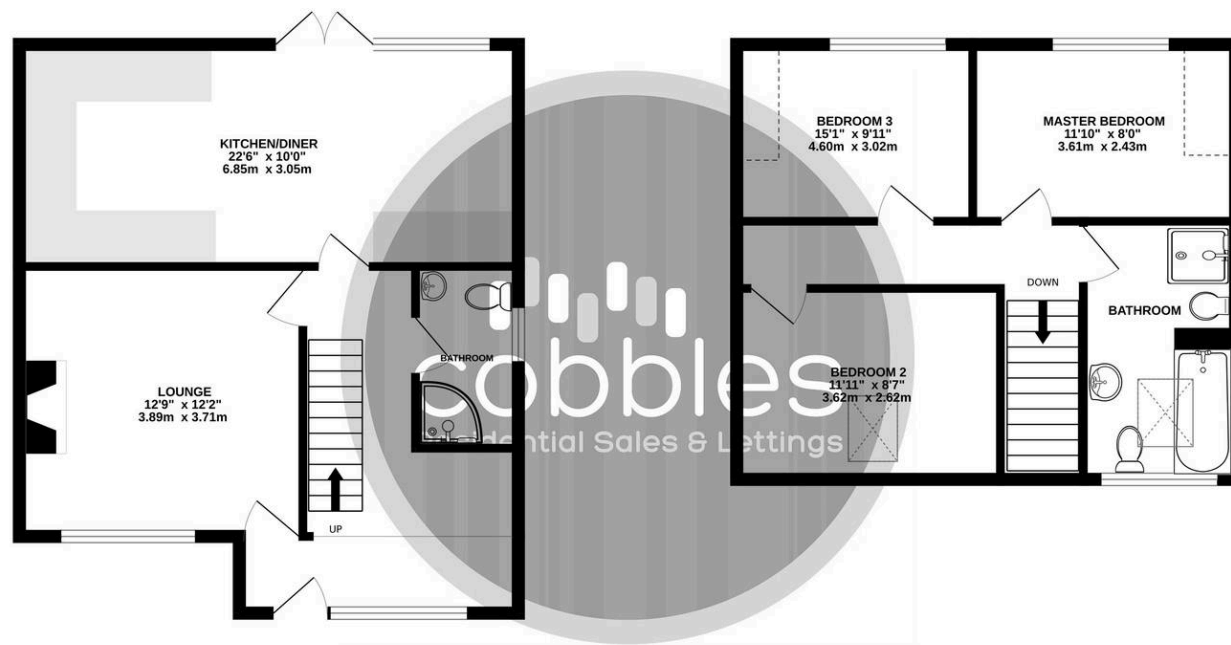 KITCHEN/DINER
22'6" x 10'0"
6.85m x 3.05m
LOUNGE
12'9" x 12'2"
3.89m x 3.71m
UP
BATHROOM
BEDROOM 3
15'1" x 9'11"
4.60m x 3.02m
MASTER BEDROOM
11'10" x 8'0"
3.61m x 2.43m
DOWN
BATHROOM
BEDROOM 2
11'11" x 8'7"
3.62m x 2.62m
cobbles
Sales & Lettings